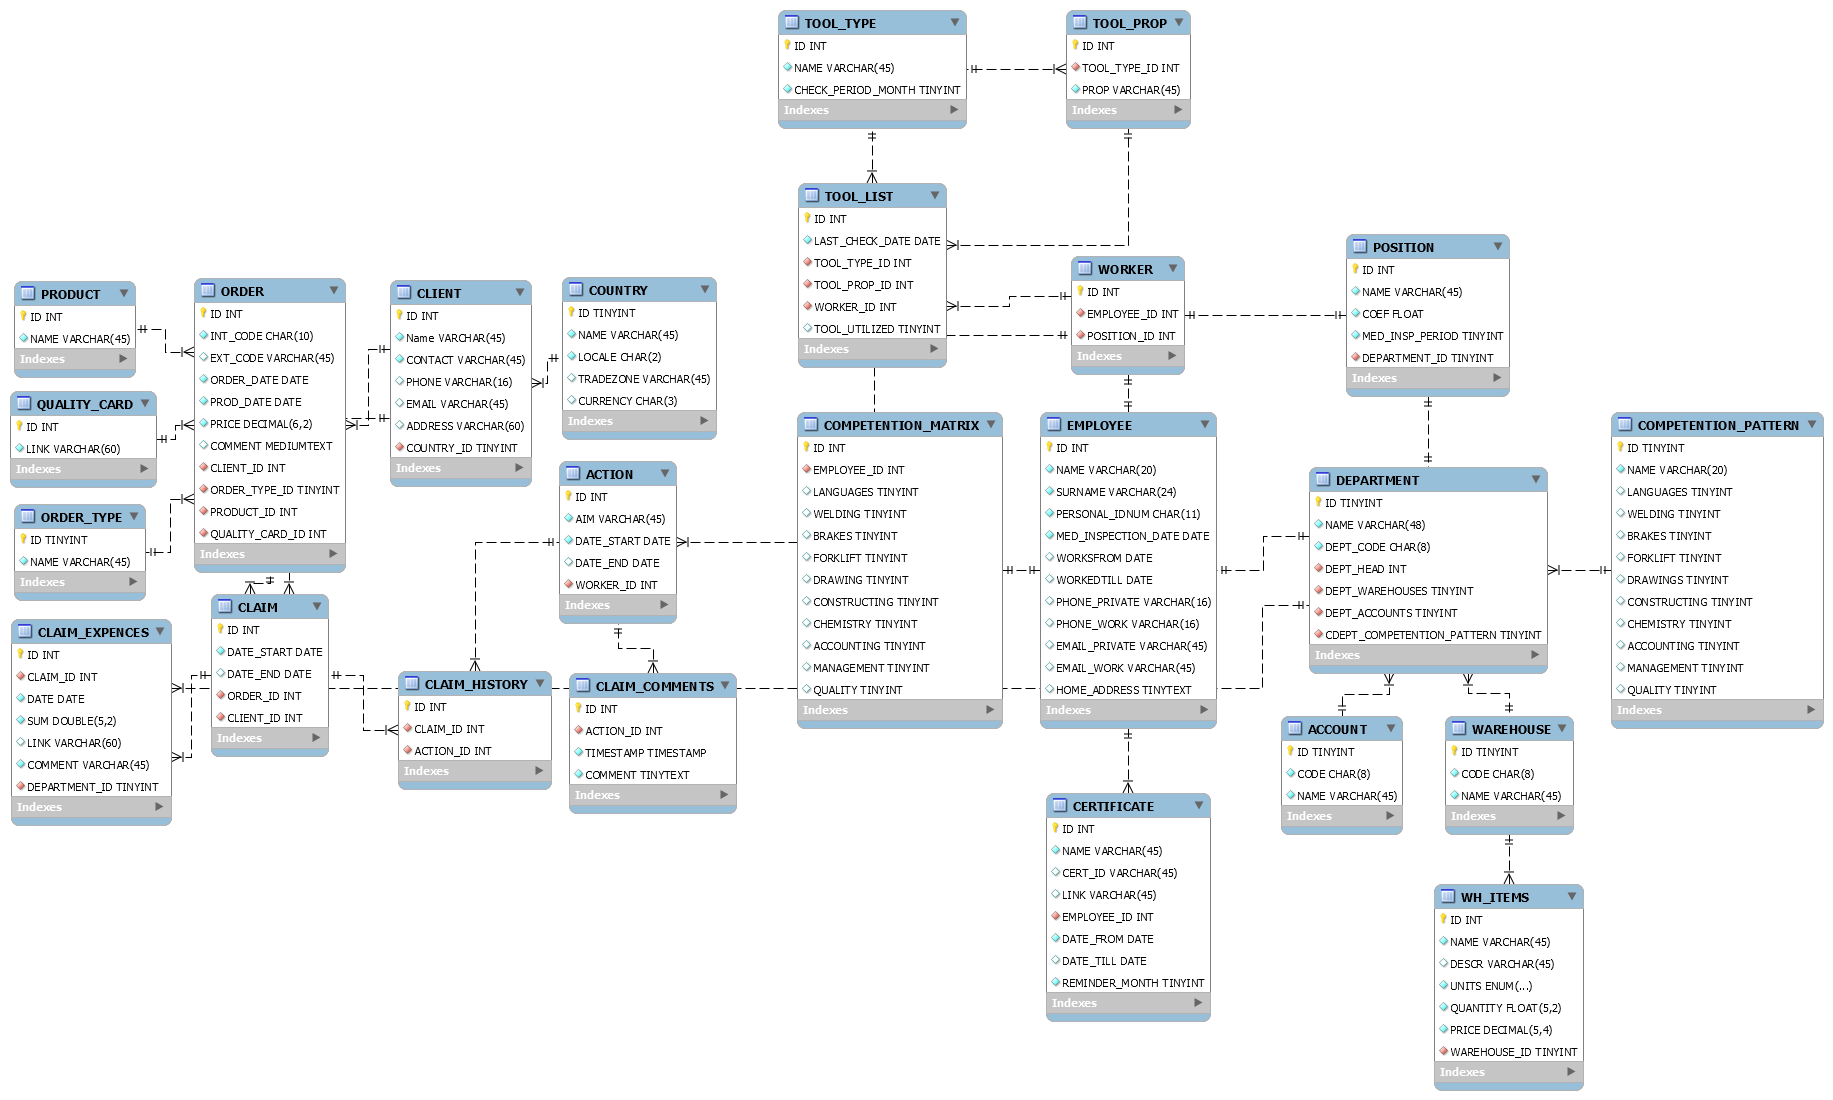 TOOL_TYPE
ID INT
NAME VARCHAR(45)
CHECK_PERIOD_MONTH TINYINT
Indexes
TOOL_PROP
ID INT
TOOL_TYPE_ID INT
PROP VARCHAR(45)
Indexes
TOOL_LIST
ID INT
LAST_CHECK_DATE DATE
TOOL_TYPE_ID INT
TOOL_PROP_ID INT
WORKER_ID INT
TOOL_UTILIZED TINYINT
Indexes
WORKER
ID INT
EMPLOYEE_ID INT
POSITION_ID INT
Indexes
POSITION
ID INT
NAME VARCHAR(45)
COEF FLOAT
MED_INSP_PERIOD TINYINT
DEPARTMENT_ID TINYINT
Indexes
PRODUCT
ID INT
NAME VARCHAR(45)
Indexes
QUALITY_CARD
ID INT
LINK VARCHAR(60)
Indexes
ORDER_TYPE
ID TINYINT
NAME VARCHAR(45)
Indexes
ORDER
ID INT
INT_CODE CHAR(10)
EXT_CODE VARCHAR(45)
ORDER_DATE DATE
PROD_DATE DATE
PRICE DECIMAL(6,2)
COMMENT MEDIUMTEXT
CLIENT_ID INT
ORDER_TYPE_ID TINYINT
PRODUCT_ID INT
QUALITY_CARD_ID INT
Indexes
CLIENT
ID INT
Name VARCHAR(45)
CONTACT VARCHAR(45)
PHONE VARCHAR(16)
EMAIL VARCHAR(45)
ADDRESS VARCHAR(60)
COUNTRY_ID TINYINT
Indexes
COUNTRY
ID TINYINT
NAME VARCHAR(45)
LOCALE CHAR(2)
TRADEZONE VARCHAR(45)
CURRENCY CHAR(3)
Indexes
ACTION
ID INT
AIM VARCHAR(45)
DATE_START DATE
DATE_END DATE
WORKER_ID INT
Indexes
COMPETENTION_MATRIX
ID INT
EMPLOYEE_ID INT
LANGUAGES TINYINT
WELDING TINYINT
BRAKES TINYINT
FORKLIFT TINYINT
DRAWING TINYINT
CONSTRUCTING TINYINT
CHEMISTRY TINYINT
ACCOUNTING TINYINT
MANAGEMENT TINYINT
QUALITY TINYINT
Indexes
EMPLOYEE
ID INT
NAME VARCHAR(20)
SURNAME VARCHAR(24)
PERSONAL_IDNUM CHAR(11)
MED_INSPECTION_DATE DATE
WORKSFROM DATE
WORKEDTILL DATE
PHONE_PRIVATE VARCHAR(16)
PHONE_WORK VARCHAR(16)
EMAIL_PRIVATE VARCHAR(45)
EMAIL_WORK VARCHAR(45)
HOME_ADDRESS TINYTEXT
Indexes
DEPARTMENT
ID TINYINT
NAME VARCHAR(48)
DEPT_CODE CHAR(8)
DEPT_HEAD INT
DEPT_WAREHOUSES TINYINT
DEPT_ACCOUNTS TINYINT
CDEPT_COMPETENTION_PATTERN TINYINT
Indexes
COMPETENTION_PATTERN
ID TINYINT
NAME VARCHAR(20)
LANGUAGES TINYINT
WELDING TINYINT
BRAKES TINYINT
FORKLIFT TINYINT
DRAWINGS TINYINT
CONSTRUCTING TINYINT
CHEMISTRY TINYINT
ACCOUNTING TINYINT
MANAGEMENT TINYINT
QUALITY TINYINT
Indexes
CLAIM_EXPENCES
ID INT
CLAIM_ID INT
DATE DATE
SUM DOUBLE(5,2)
LINK VARCHAR(60)
COMMENT VARCHAR(45)
DEPARTMENT_ID TINYINT
Indexes
CLAIM
ID INT
DATE_START DATE
DATE_END DATE
ORDER_ID INT
CLIENT_ID INT
Indexes
CLAIM_HISTORY
ID INT
CLAIM_ID INT
ACTION_ID INT
Indexes
CLAIM_COMMENTS
ID INT
ACTION_ID INT
TIMESTAMP TIMESTAMP
COMMENT TINYTEXT
Indexes
CERTIFICATE
ID INT
NAME VARCHAR(45)
CERT_ID VARCHAR(45)
LINK VARCHAR(45)
EMPLOYEE_ID INT
DATE_FROM DATE
DATE_TILL DATE
REMINDER_MONTH TINYINT
Indexes
ACCOUNT
ID TINYINT
CODE CHAR(8)
NAME VARCHAR(45)
Indexes
WAREHOUSE
ID TINYINT
CODE CHAR(8)
NAME VARCHAR(45)
Indexes
WH_ITEMS
ID INT
NAME VARCHAR(45)
DESCR VARCHAR(45)
UNITS ENUM(...)
QUANTITY FLOAT(5,2)
PRICE DECIMAL(5,4)
WAREHOUSE_ID TINYINT
Indexes